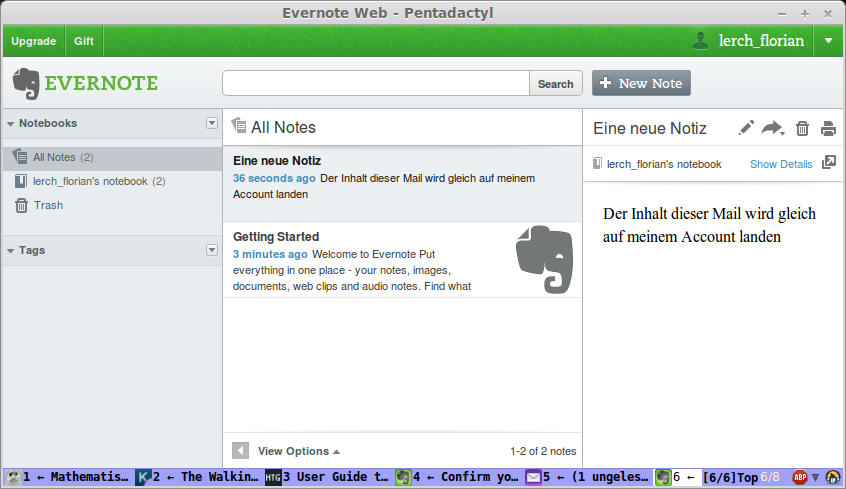 Evernote Web - Pentadactyl
Upgrade Gift lerch_florian
EVERNOTE Search + New Note
Notebooks
All Notes (2)
lerch_florian's notebook (2)
Trash
Tags
All Notes
Eine neue Notiz
36 seconds ago Der Inhalt dieser Mail wird gleich auf meinem
Account landen
Getting Started
3 minutes ago Welcome to Evernote Put
everything in one place - your notes, images,
documents, web clips and audio notes. Find what
View Options 1-2 of 2 notes
Eine neue Notiz
lerch_florian's notebook Show Details
Der Inhalt dieser Mail wird gleich
auf meinem Account landen
1 ← Mathematis… K 2 ← The Walkin… HTG 3 User Guide t… 4 ← Confirm yo… 5 ← (1 ungeles… 6 ← [6/6]Top 6/8 ABP